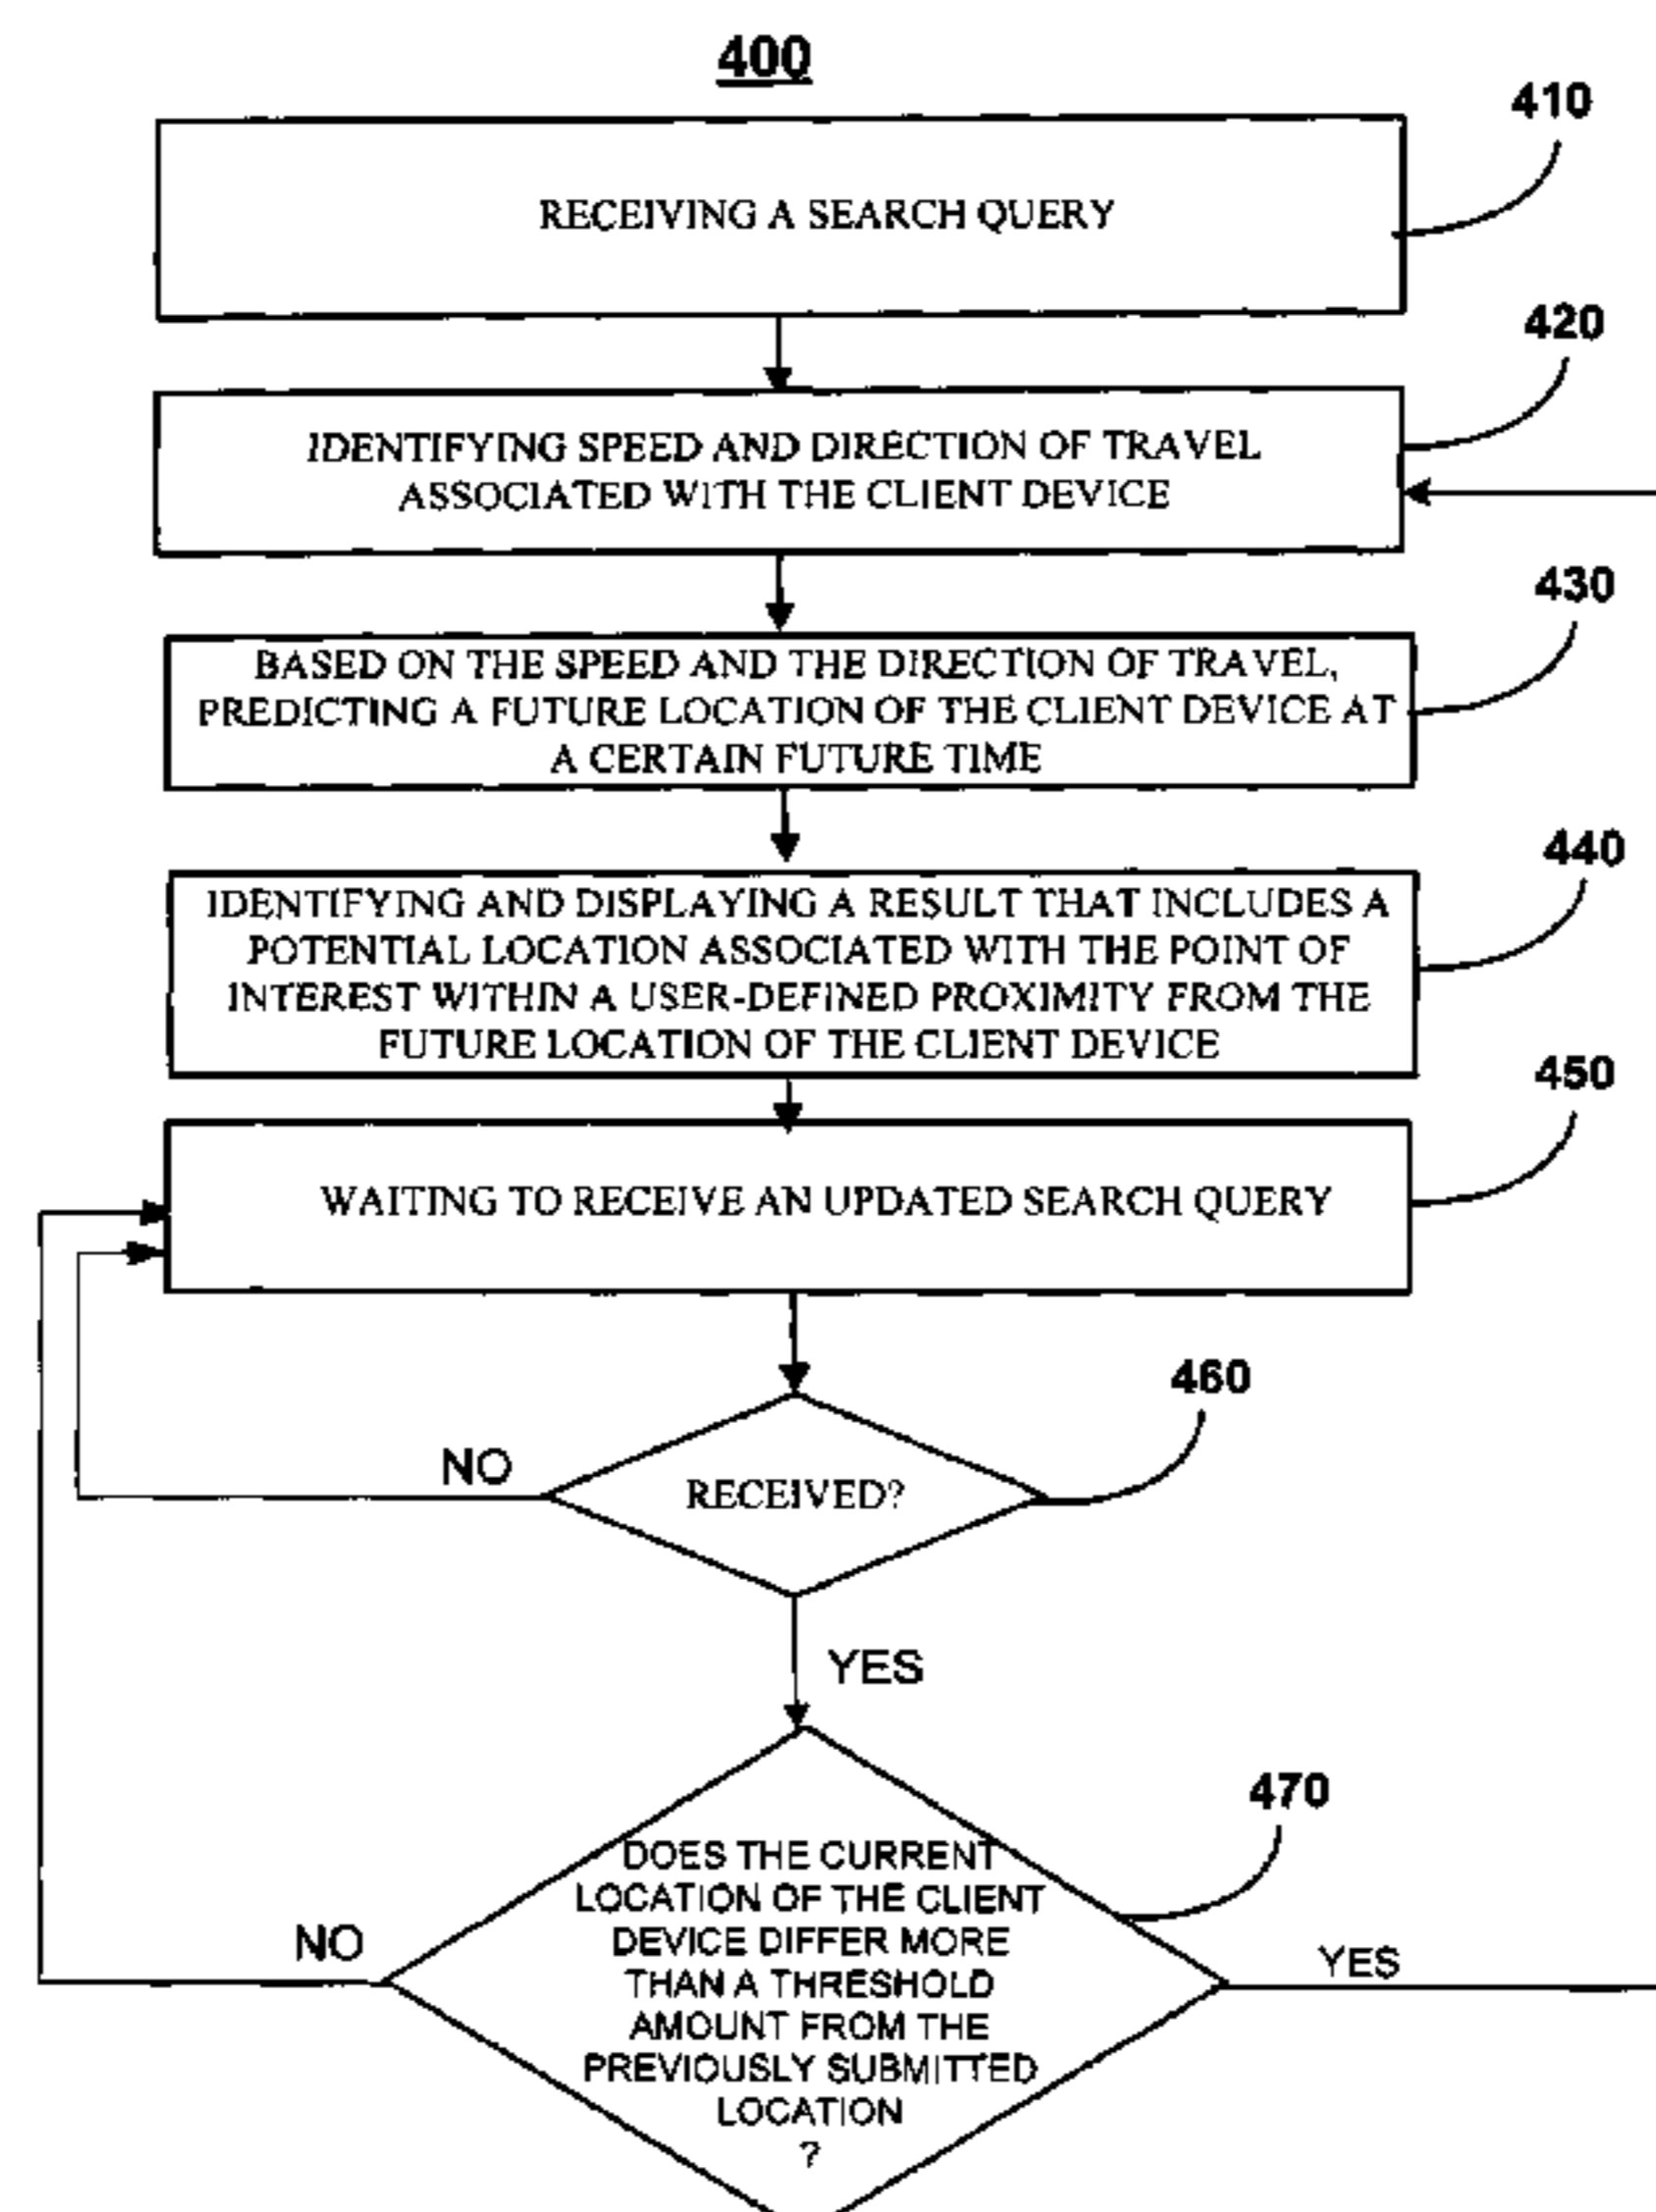 400
410
RECEIVING A SEARCH QUERY
420
IDENTIFYING SPEED AND DIRECTION OF TRAVEL
ASSOCIATED WITH THE CLIENT DEVICE
430
BASED ON THE SPEED AND THE DIRECTION OF TRAVEL,
PREDICTING A FUTURE LOCATION OF THE CLIENT DEVICE AT
A CERTAIN FUTURE TIME
440
IDENTIFYING AND DISPLAYING A RESULT THAT INCLUDES A
POTENTIAL LOCATION ASSOCIATED WITH THE POINT OF
INTEREST WITHIN A USER-DEFINED PROXIMITY FROM THE
FUTURE LOCATION OF THE CLIENT DEVICE
450
WAITING TO RECEIVE AN UPDATED SEARCH QUERY
460
NO
RECEIVED?
YES
470
DOES THE CURRENT
LOCATION OF THE CLIENT
DEVICE DIFFER MORE
THAN A THRESHOLD
AMOUNT FROM THE
PREVIOUSLY SUBMITTED
LOCATION
?
NO
YES